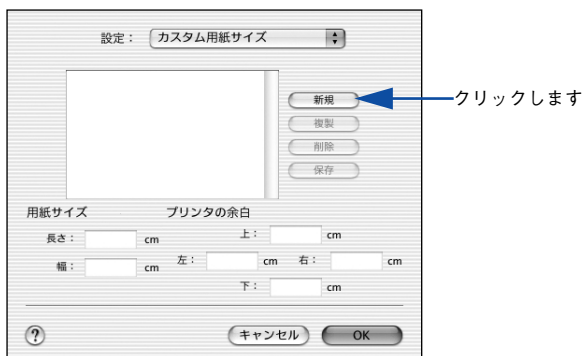 設定： カスタム用紙サイズ
新規
クリックします
複製
削除
保存
用紙サイズ プリンタの余白
長さ： cm 上： cm
幅： cm 左： cm 右： cm
下： cm
? キャンセル OK